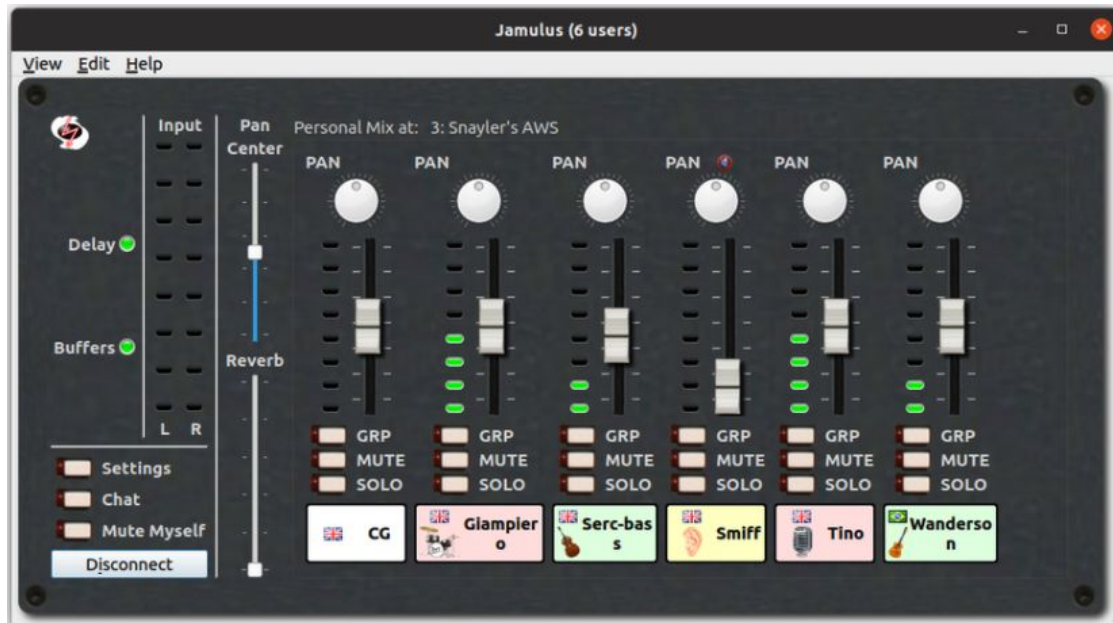 Jamulus (6 users)
View Edit Help
Input
Pan
Center
Personal Mix at: 3: Snayler's AWS
PAN PAN PAN PAN PAN PAN
Delay
Buffers
Reverb
L R
GRP GRP GRP GRP GRP GRP
MUTE MUTE MUTE MUTE MUTE MUTE
SOLO SOLO SOLO SOLO SOLO SOLO
Settings
Chat
Mute Myself
Disconnect
CG
Giampier
o
Serc-bas
s
Smiff
Tino
Wanderso
n